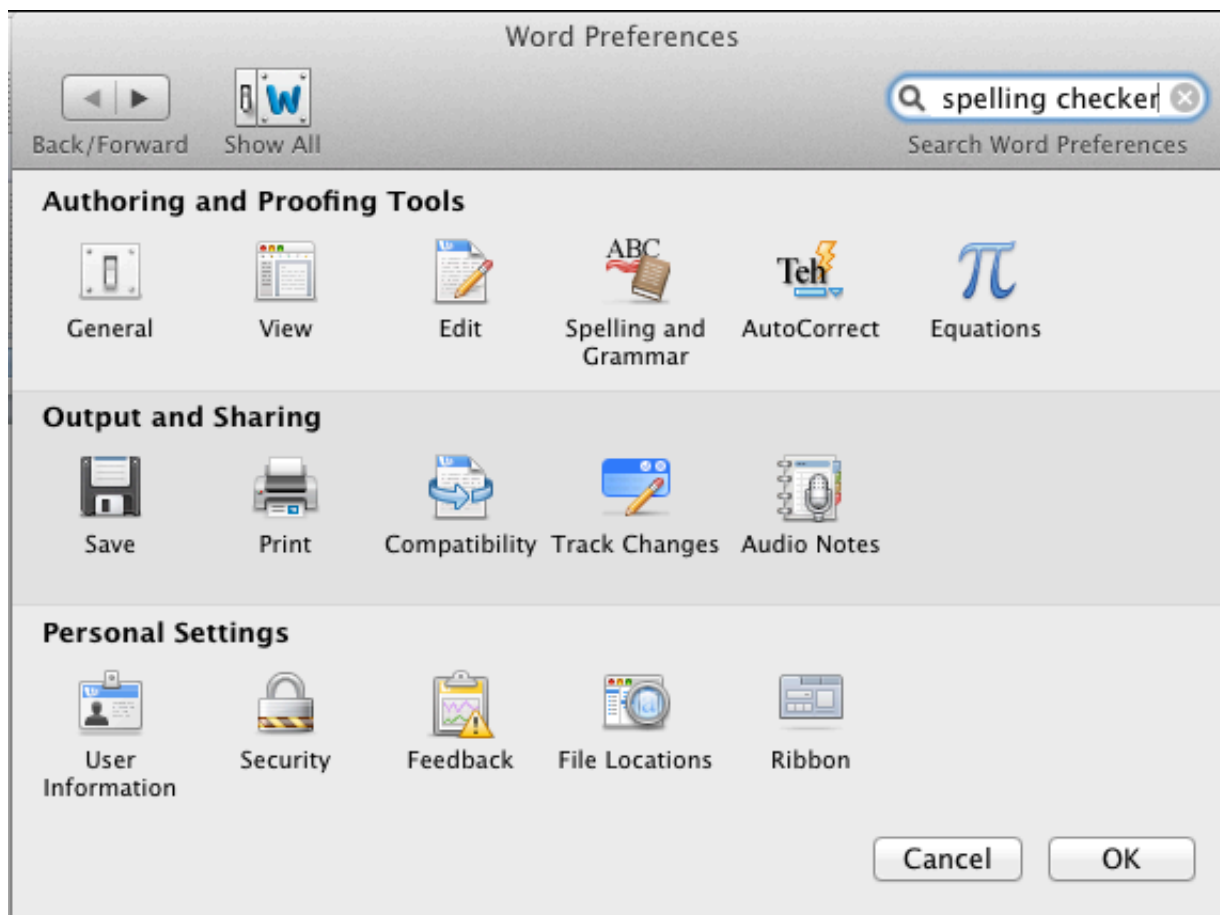 Word Preferences
spelling checker
Back/Forward Show All Search Word Preferences
Authoring and Proofing Tools
ABC
Teh
π
General View Edit Spelling and Grammar AutoCorrect Equations
Output and Sharing
Save Print Compatibility Track Changes Audio Notes
Personal Settings
User Information Security Feedback File Locations Ribbon
Cancel OK